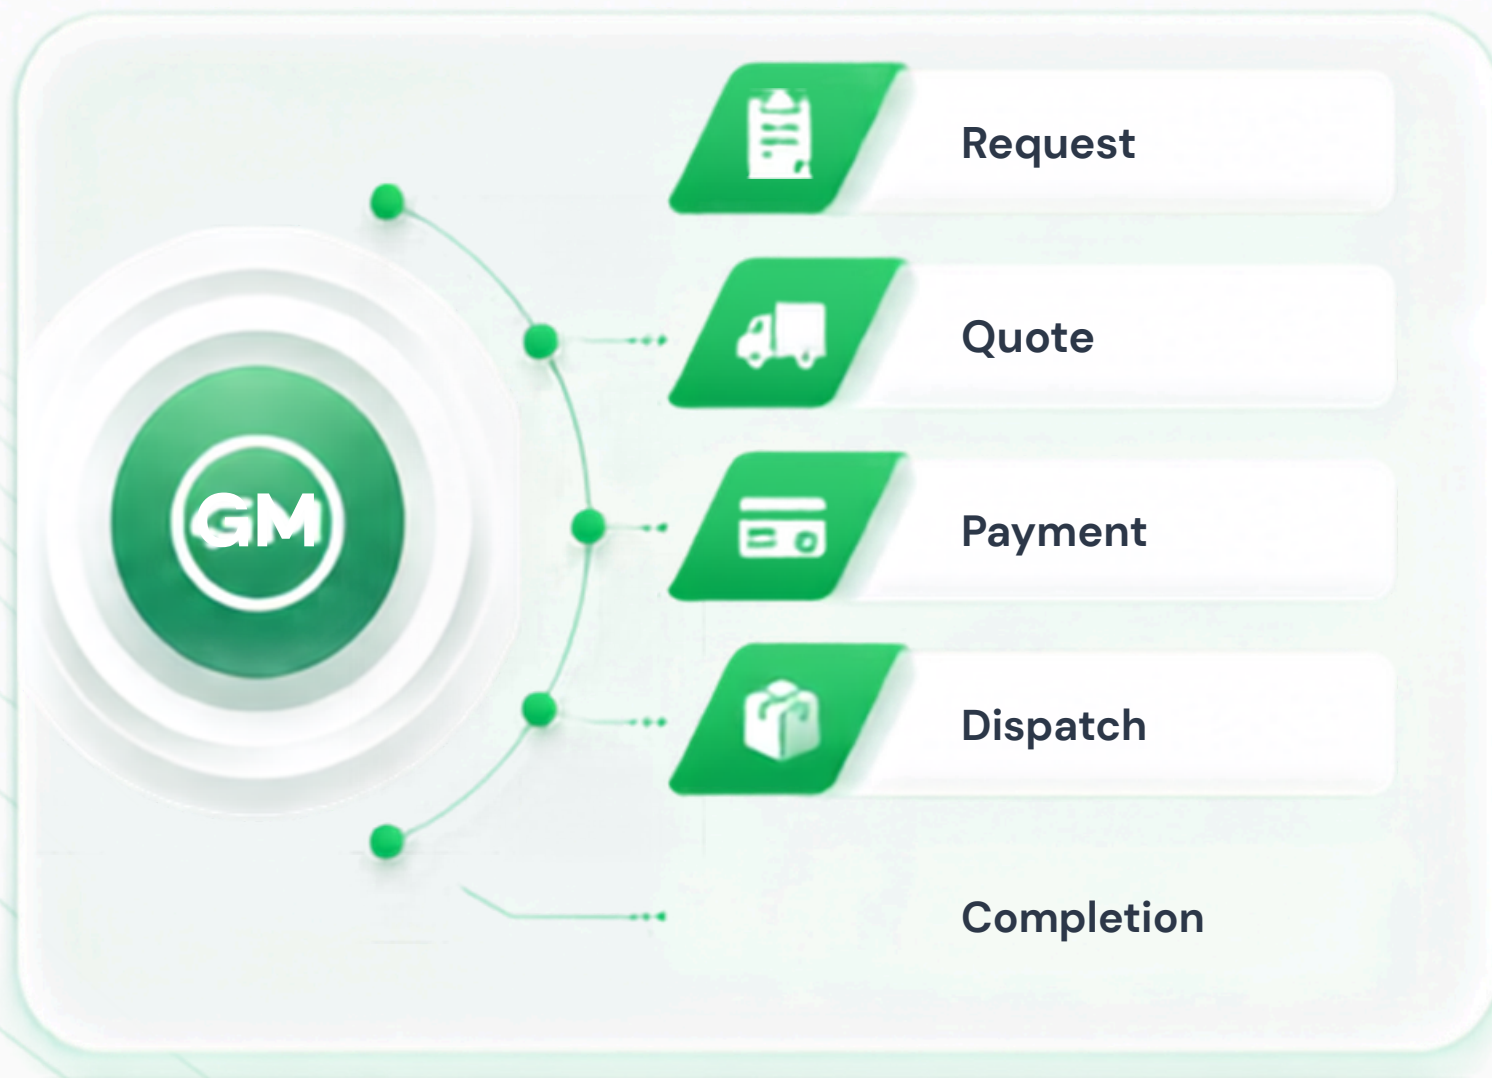 GM
Request
Quote
Payment
Dispatch
Completion